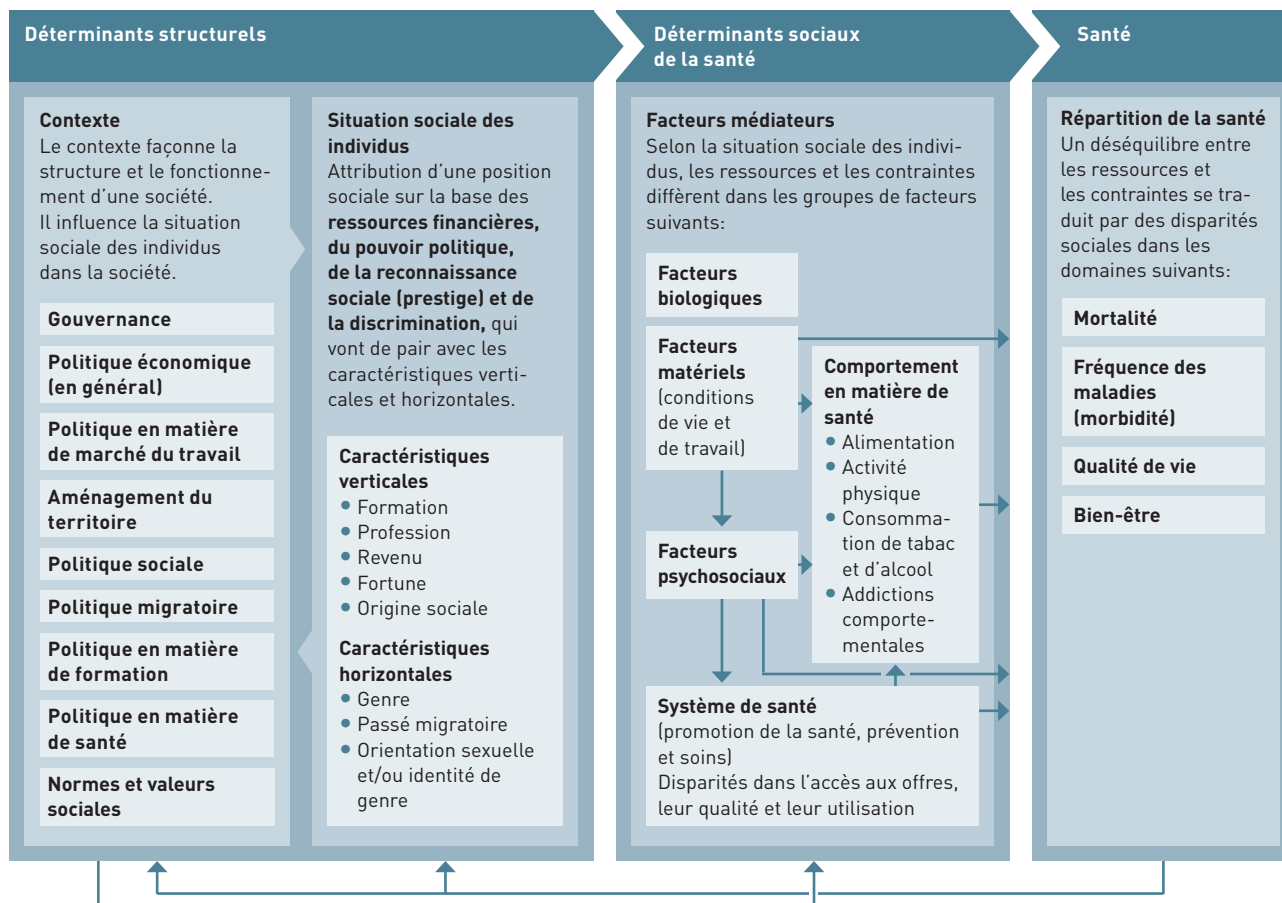 Déterminants structurels
Déterminants sociaux
de la santé
Santé
Contexte
Le contexte façonne la
structure et le fonctionne-
ment d'une société.
Il influence la situation
sociale des individus
dans la société.
Gouvernance
Politique économique
(en général)
Politique en matière
de marché du travail
Aménagement du
territoire
Politique sociale
Politique migratoire
Politique en matière
de formation
Politique en matière
de santé
Normes et valeurs
sociales
Situation sociale des
individus
Attribution d'une position
sociale sur la base des
ressources financières,
du pouvoir politique,
de la reconnaissance
sociale (prestige) et de
la discrimination, qui
vont de pair avec les
caractéristiques verti-
cales et horizontales.
Caractéristiques
verticales
• Formation
• Profession
• Revenu
• Fortune
• Origine sociale
Caractéristiques
horizontales
• Genre
• Passé migratoire
• Orientation sexuelle
et/ou identité de
genre
Facteurs médiateurs
Selon la situation sociale des indivi-
dus, les ressources et les contraintes
diffèrent dans les groupes de facteurs
suivants:
Facteurs
biologiques
Facteurs
matériels
(conditions
de vie et
de travail)
Facteurs
psychosociaux
Comportement
en matière de
santé
• Alimentation
• Activité
physique
• Consomma-
tion de tabac
et d'alcool
• Addictions
comporte-
mentales
Système de santé
(promotion de la santé, prévention
et soins)
Disparités dans l'accès aux offres,
leur qualité et leur utilisation
Répartition de la santé
Un déséquilibre entre
les ressources et
les contraintes se tra-
duit par des disparités
sociales dans les
domaines suivants:
Mortalité
Fréquence des
maladies
(morbidité)
Qualité de vie
Bien-être